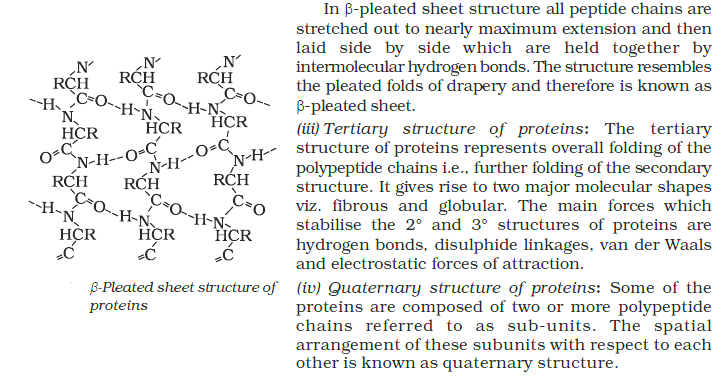 In β-pleated sheet structure all peptide chains are
stretched out to nearly maximum extension and then
laid side by side which are held together by
intermolecular hydrogen bonds. The structure resembles
the pleated folds of drapery and therefore is known as
β-pleated sheet.
(iii) Tertiary structure of proteins: The tertiary
structure of proteins represents overall folding of the
polypeptide chains i.e., further folding of the secondary
structure. It gives rise to two major molecular shapes
viz. fibrous and globular. The main forces which
stabilise the 2° and 3° structures of proteins are
hydrogen bonds, disulphide linkages, van der Waals
and electrostatic forces of attraction.
(iv) Quaternary structure of proteins: Some of the
proteins are composed of two or more polypeptide
chains referred to as sub-units. The spatial
arrangement of these subunits with respect to each
other is known as quaternary structure.
N N N
RCH RCH RCH
C=O C=O C=O
H H-N H-N
N
HCR HCR HCR
O=C O=C O=C
N-H N-H N-H
RCH RCH RCH
C=O C=O C=O
H H-N H-N
N
HCR HCR HCR
=C =C =C
β-Pleated sheet structure of
proteins